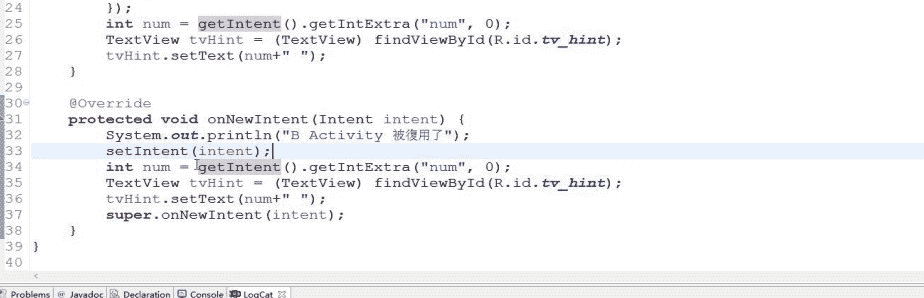 24 });
25 int num = getIntent().getIntExtra("num", 0);
26 TextView tvHint = (TextView) findViewById(R.id.tv_hint);
27 tvHint.setText(num+" ");
28 }
29
30 @Override
31 protected void onNewIntent(Intent intent) {
32 System.out.println("B Activity 被復用了");
33 setIntent(intent);
34 int num = getIntent().getIntExtra("num", 0);
35 TextView tvHint = (TextView) findViewById(R.id.tv_hint);
36 tvHint.setText(num+" ");
37 super.onNewIntent(intent);
38 }
39 }
40
Problems @ Javadoc Declaration Console LogCat